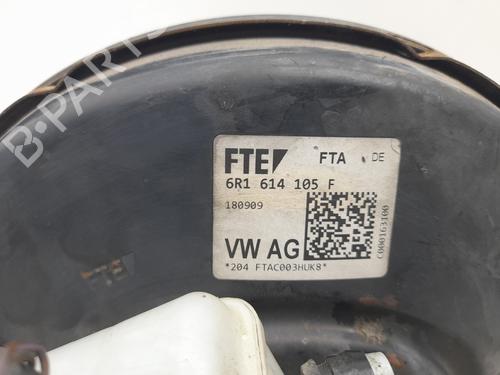 B-PARTS
FTE FTA DE
6R1 614 105 F
180909
VW AG
C000163100
*204 FTAC003HUK8*